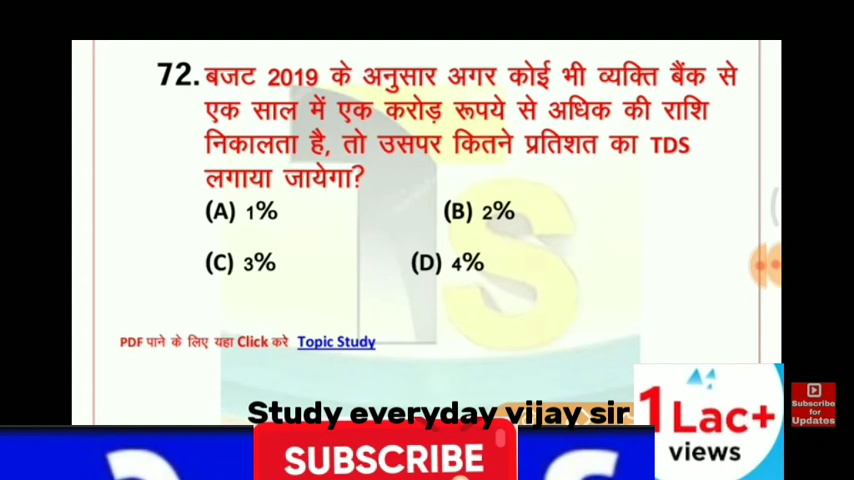 72. बजट 2019 के अनुसार अगर कोई भी व्यक्ति बैंक से
एक साल में एक करोड़ रूपये से अधिक की राशि
निकालता है, तो उसपर कितने प्रतिशत का TDS
लगाया जायेगा?
(A) 1% (B) 2%
(C) 3% (D) 4%
PDF पाने के लिए यहा Click करे Topic Study
Study everyday vijay sir
1 Lac+
views
Subscribe
for
Updates
SUBSCRIBE